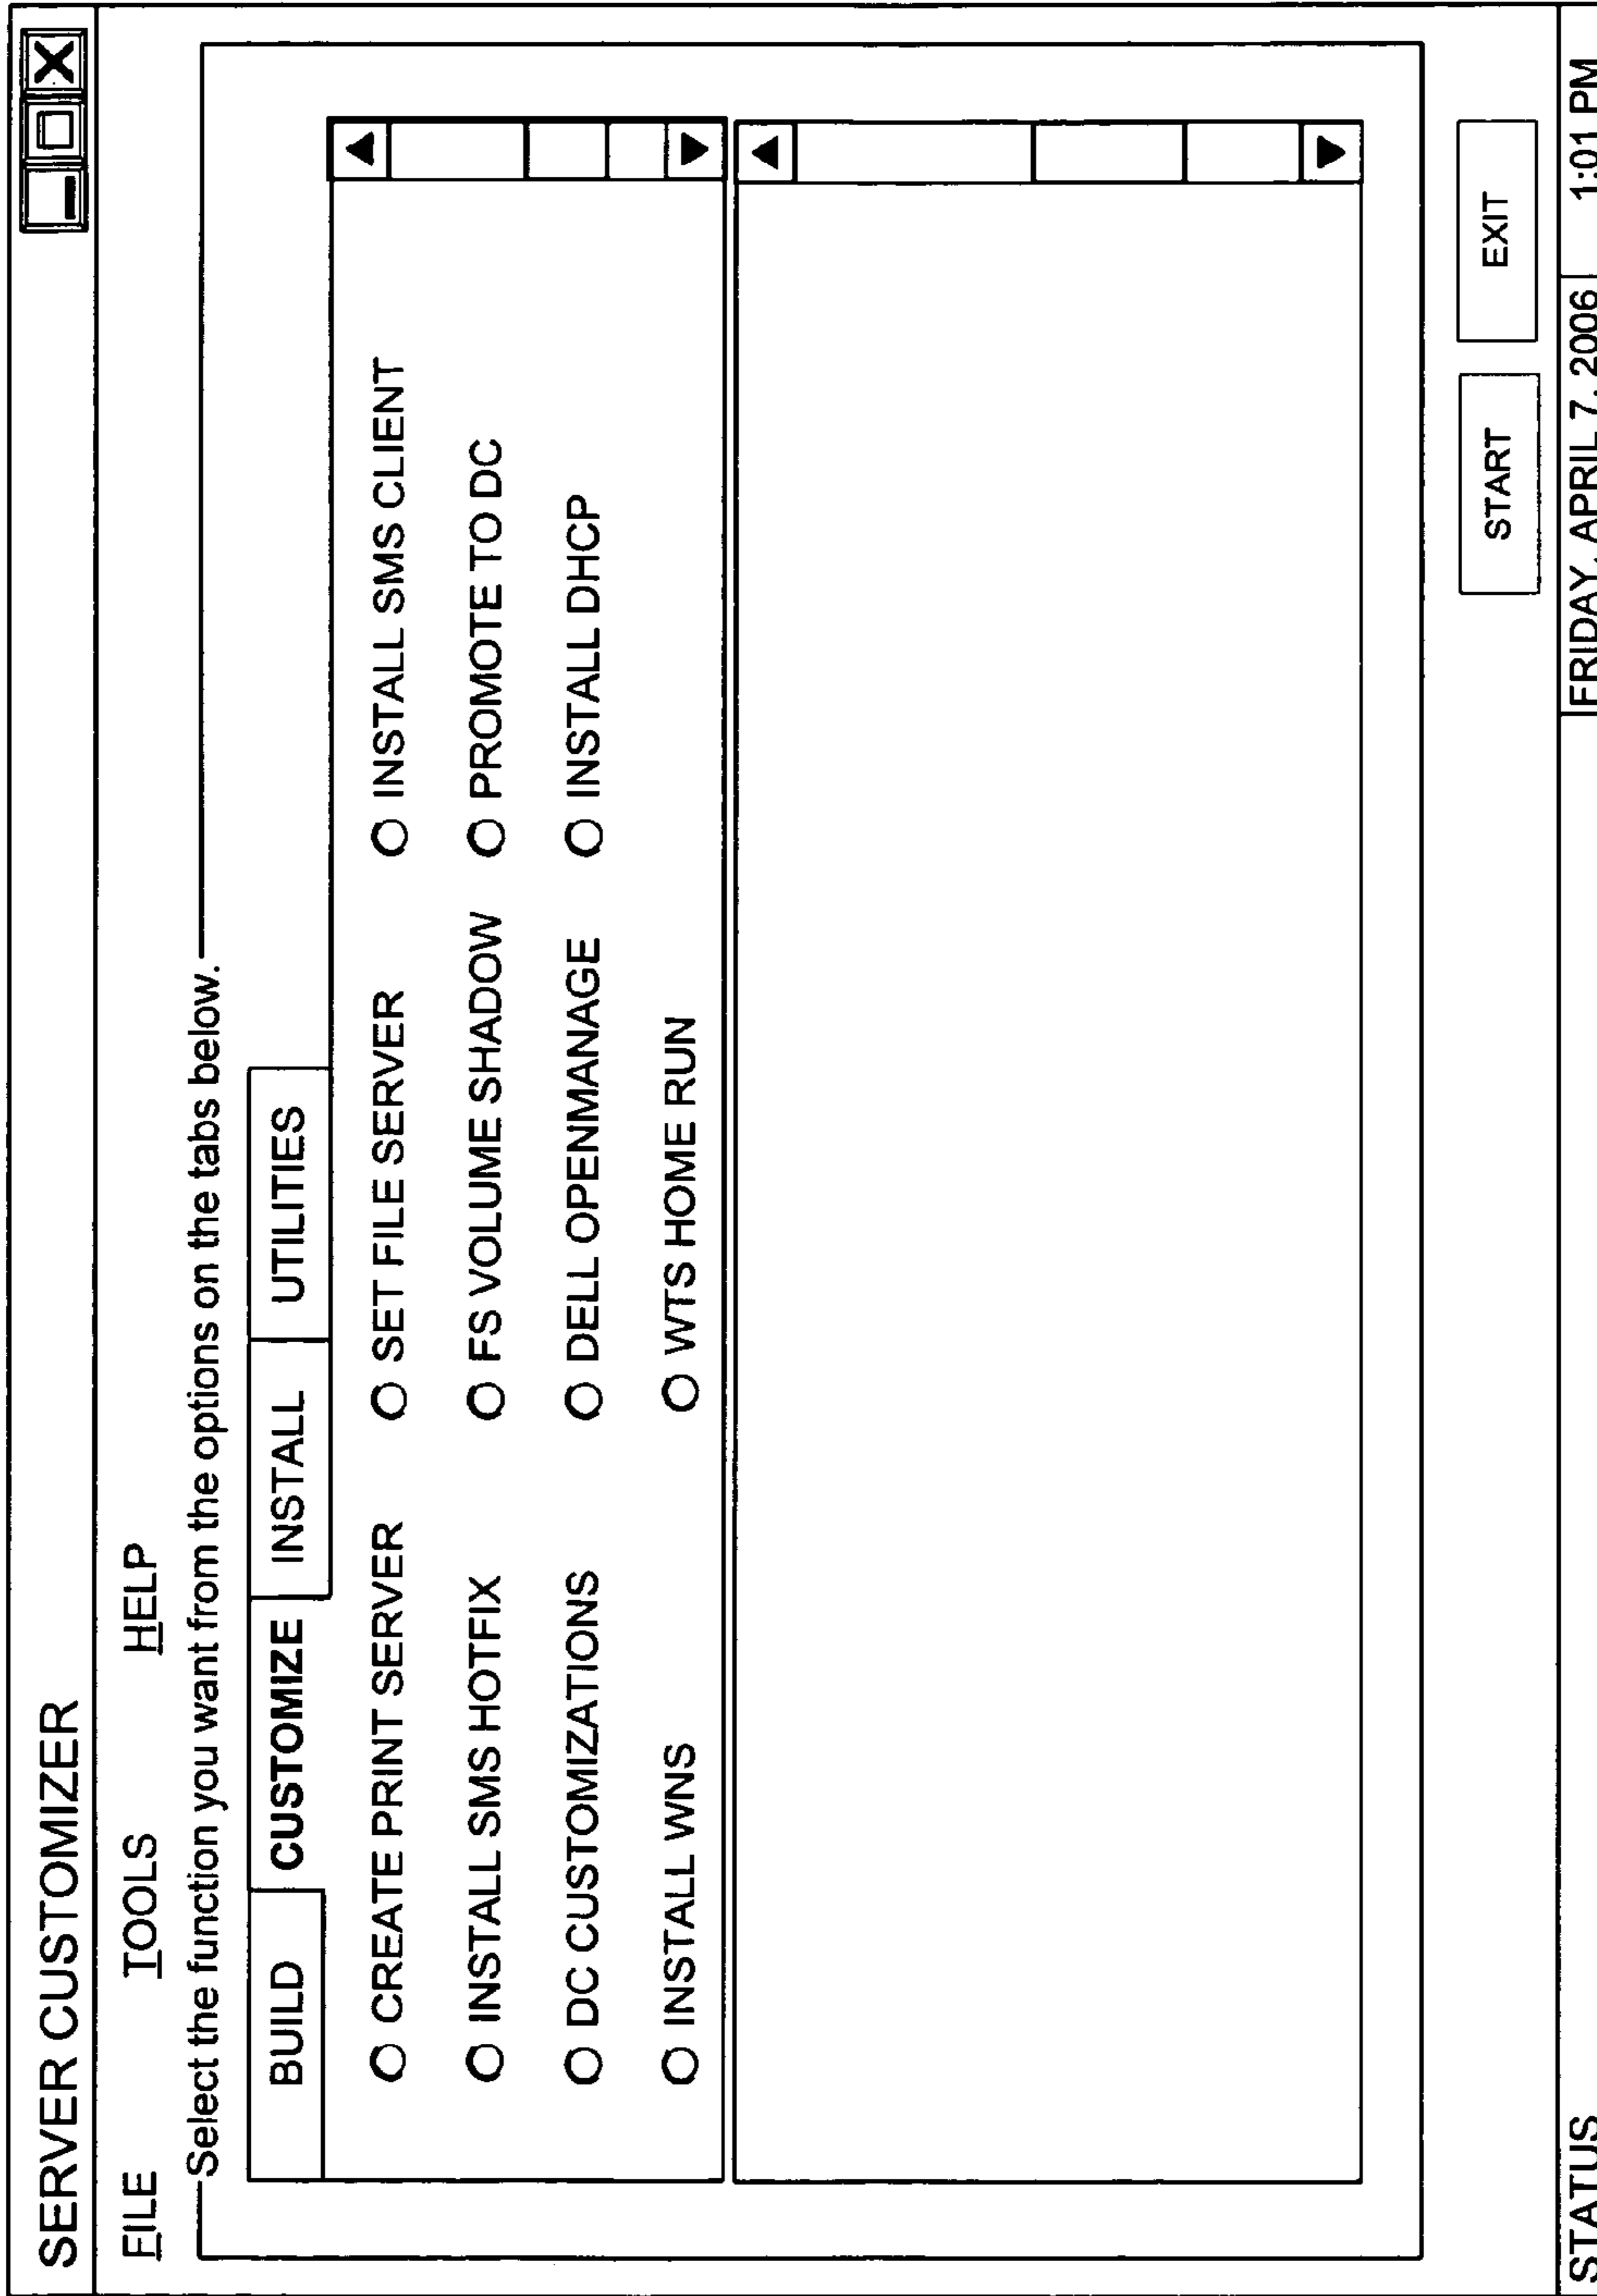 SERVER CUSTOMIZER
FILE TOOLS HELP
Select the function you want from the options on the tabs below.
BUILD CUSTOMIZE INSTALL UTILITIES
CREATE PRINT SERVER SET FILE SERVER INSTALL SMS CLIENT
INSTALL SMS HOTFIX FS VOLUME SHADOW PROMOTE TO DC
DC CUSTOMIZATIONS DELL OPENMANAGE INSTALL DHCP
INSTALL WNS WTS HOME RUN
START EXIT
STATUS FRIDAY, APRIL 7, 2006 1:01 PM